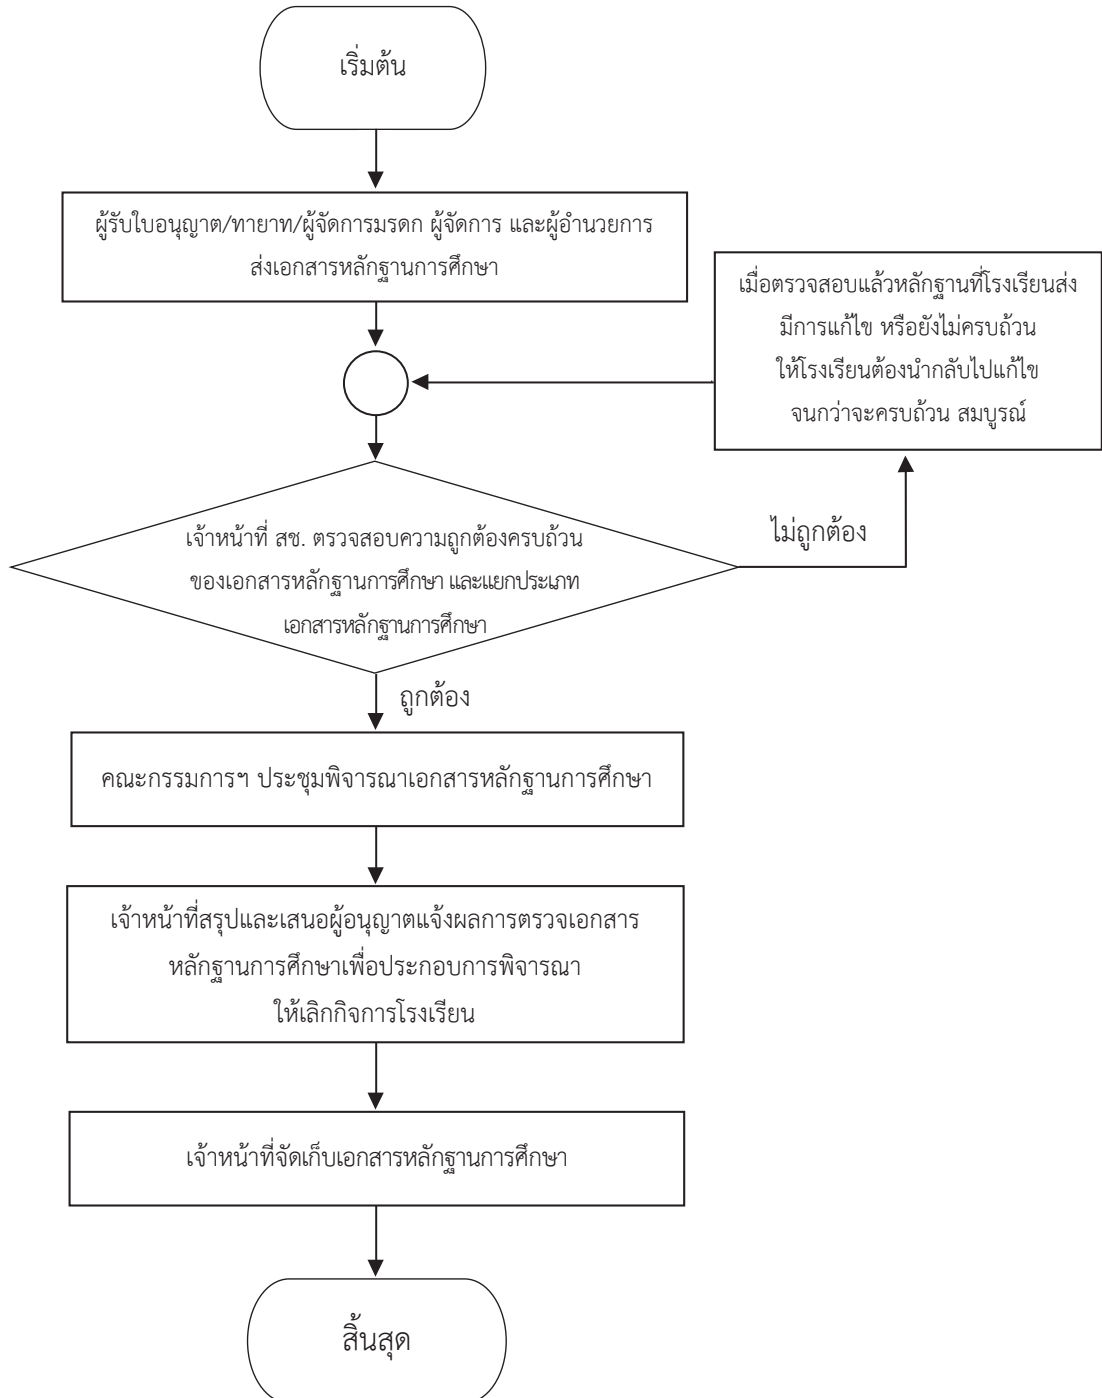 เริ่มต้น
ผู้รับใบอนุญาต/ทายาท/ผู้จัดการมรดก ผู้จัดการ และผู้อำนวยการ
ส่งเอกสารหลักฐานการศึกษา
เมื่อตรวจสอบแล้วหลักฐานที่โรงเรียนส่ง
มีการแก้ไข หรือยังไม่ครบถ้วน
ให้โรงเรียนต้องนำกลับไปแก้ไข
จนกว่าจะครบถ้วน สมบูรณ์
เจ้าหน้าที่ สช. ตรวจสอบความถูกต้องครบถ้วน
ของเอกสารหลักฐานการศึกษา และแยกประเภท
เอกสารหลักฐานการศึกษา
ไม่ถูกต้อง
ถูกต้อง
คณะกรรมการฯ ประชุมพิจารณาเอกสารหลักฐานการศึกษา
เจ้าหน้าที่สรุปและเสนอผู้อนุญาตแจ้งผลการตรวจเอกสาร
หลักฐานการศึกษาเพื่อประกอบการพิจารณา
ให้เลิกกิจการโรงเรียน
เจ้าหน้าที่จัดเก็บเอกสารหลักฐานการศึกษา
สิ้นสุด